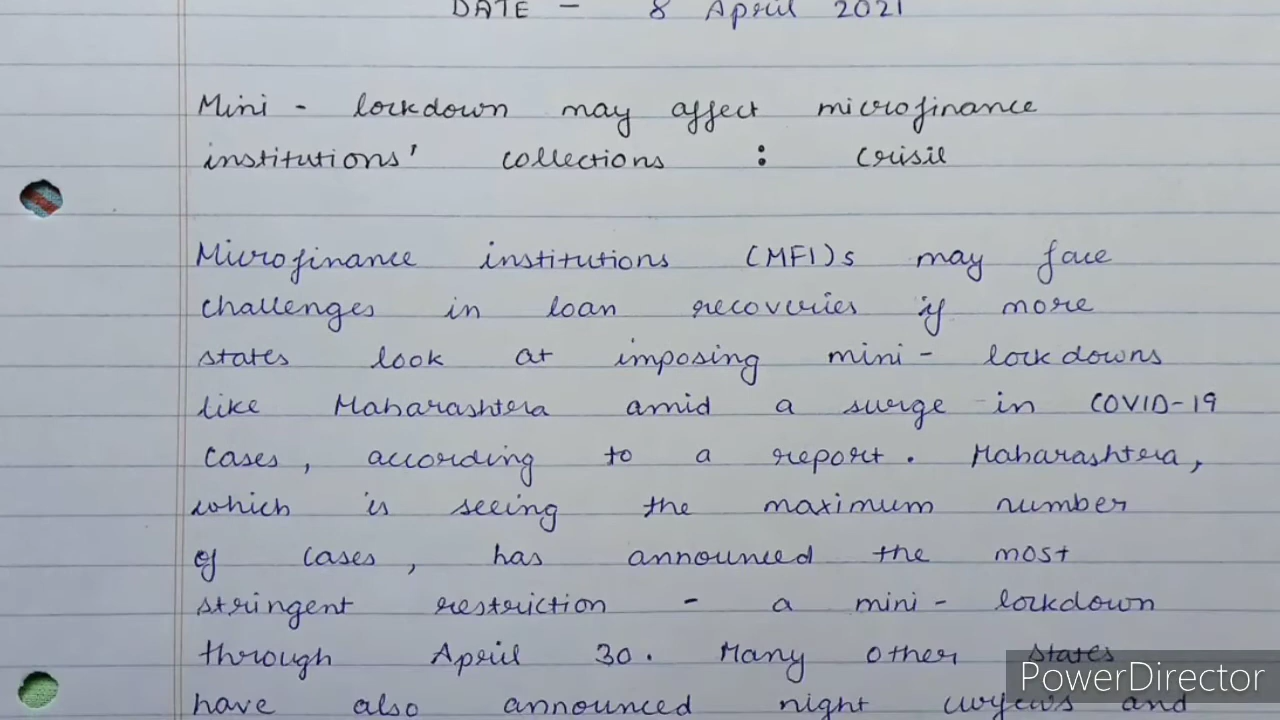 DATE - 8 April 2021
Mini - lockdown may affect microfinance
institutions' collections : Crisil
Microfinance institutions (MFI)s may face
challenges in loan recoveries if more
states look at imposing mini - lockdowns
like Maharashtra amid a surge in COVID-19
cases, according to a report. Maharashtra,
which is seeing the maximum number
of cases, has announced the most
stringent restriction - a mini - lockdown
through April 30. Many other states
have also announced night curfews and
PowerDirector